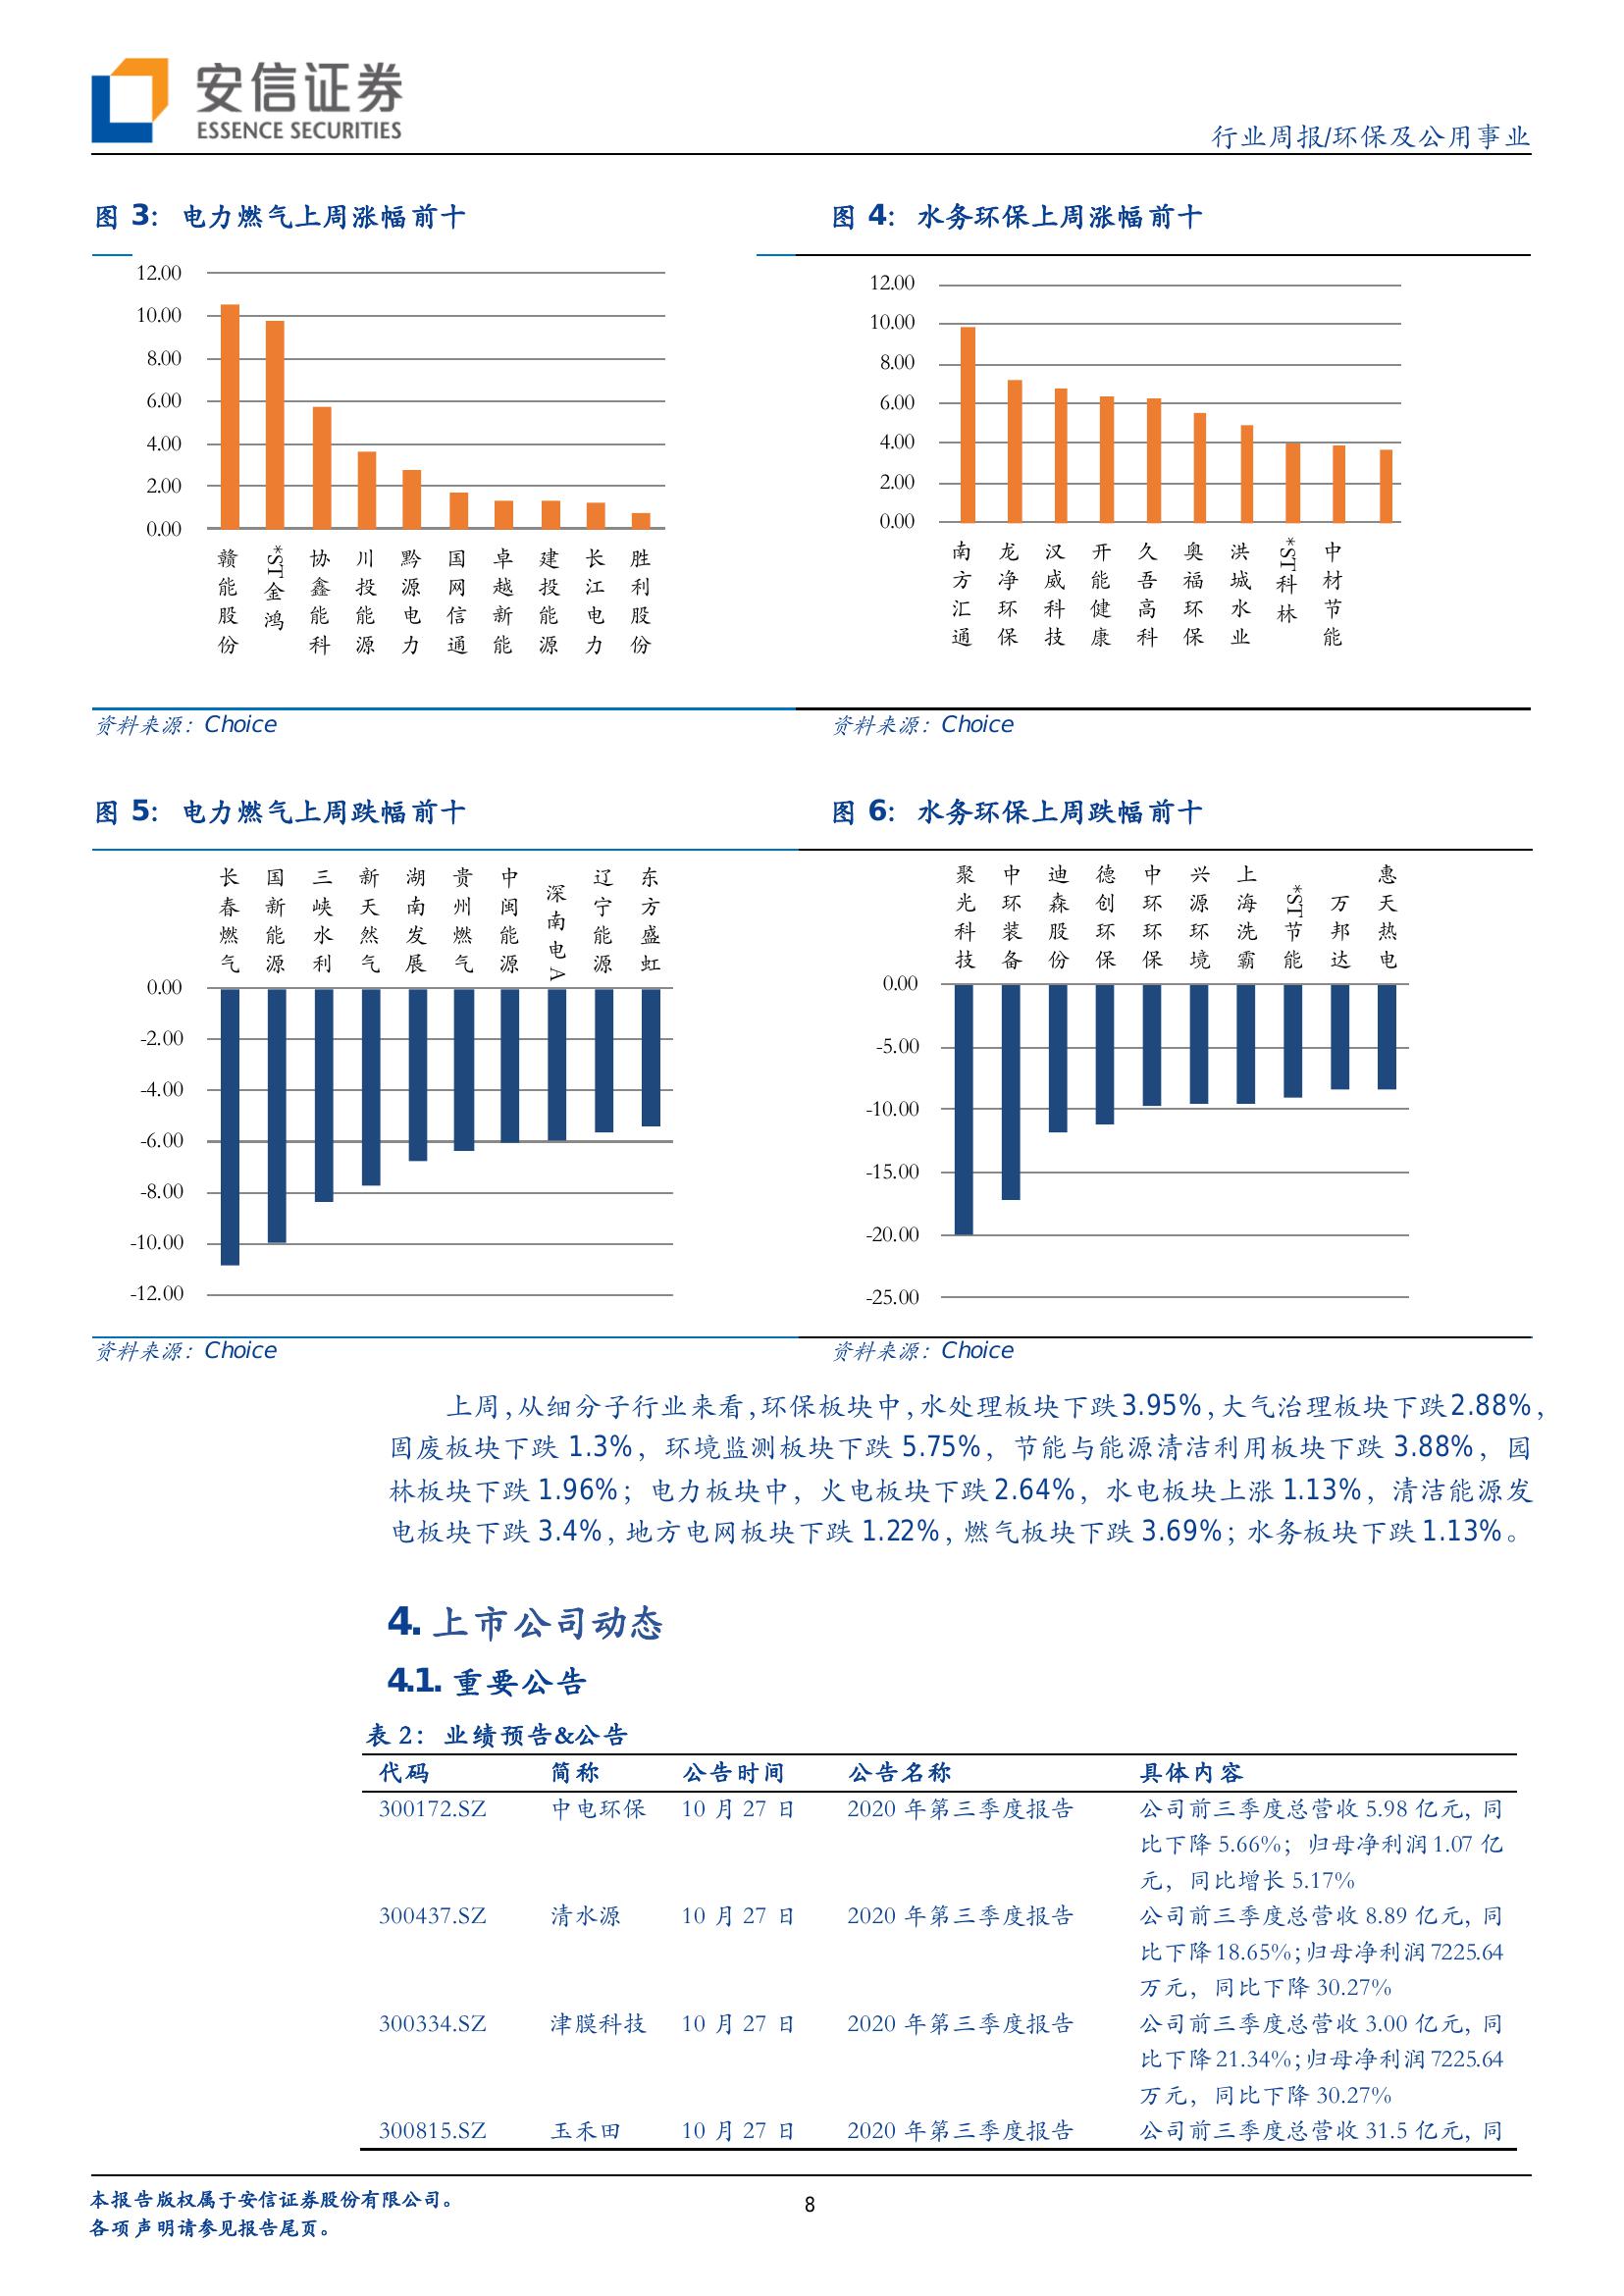 安信证券
ESSENCE SECURITIES
行业周报/环保及公用事业
图 3： 电力燃气上周涨幅前十
12.00
10.00
8.00
6.00
4.00
2.00
0.00
赣能股份
*ST金鸿
协鑫能科
川投能源
黔源电力
国网信通
卓越新能
建投能源
长江电力
胜利股份
资料来源：Choice
图 4： 水务环保上周涨幅前十
12.00
10.00
8.00
6.00
4.00
2.00
0.00
南方汇通
龙净环保
汉威科技
开能健康
久吾高科
奥福环保
洪城水业
*ST科林
中材节能
资料来源：Choice
图 5： 电力燃气上周跌幅前十
长春燃气
国新能源
三峡水利
新天然气
湖南发展
贵州燃气
中闽能源
深南电A
辽宁能源
东方盛虹
0.00
-2.00
-4.00
-6.00
-8.00
-10.00
-12.00
资料来源：Choice
图 6： 水务环保上周跌幅前十
聚光科技
中环装备
迪森股份
德创环保
中环环保
兴源环境
上海洗霸
*ST节能
万邦达
惠天热电
0.00
-5.00
-10.00
-15.00
-20.00
-25.00
资料来源：Choice
上周，从细分子行业来看，环保板块中，水处理板块下跌3.95%，大气治理板块下跌2.88%，
固废板块下跌 1.3%，环境监测板块下跌 5.75%，节能与能源清洁利用板块下跌 3.88%，园
林板块下跌 1.96%；电力板块中，火电板块下跌2.64%，水电板块上涨 1.13%，清洁能源发
电板块下跌 3.4%，地方电网板块下跌 1.22%，燃气板块下跌 3.69%；水务板块下跌1.13%。
4. 上市公司动态
4.1. 重要公告
表 2： 业绩预告&公告
代码 简称 公告时间 公告名称 具体内容
300172.SZ 中电环保 10 月 27 日 2020 年第三季度报告 公司前三季度总营收 5.98 亿元，同
比下降 5.66%；归母净利润1.07 亿
元，同比增长 5.17%
300437.SZ 清水源 10 月 27 日 2020 年第三季度报告 公司前三季度总营收 8.89 亿元，同
比下降18.65%；归母净利润7225.64
万元，同比下降 30.27%
300334.SZ 津膜科技 10 月 27 日 2020 年第三季度报告 公司前三季度总营收 3.00 亿元，同
比下降21.34%；归母净利润7225.64
万元，同比下降 30.27%
300815.SZ 玉禾田 10 月 27 日 2020 年第三季度报告 公司前三季度总营收 31.5 亿元，同
本报告版权属于安信证券股份有限公司。
各项声明请参见报告尾页。
8